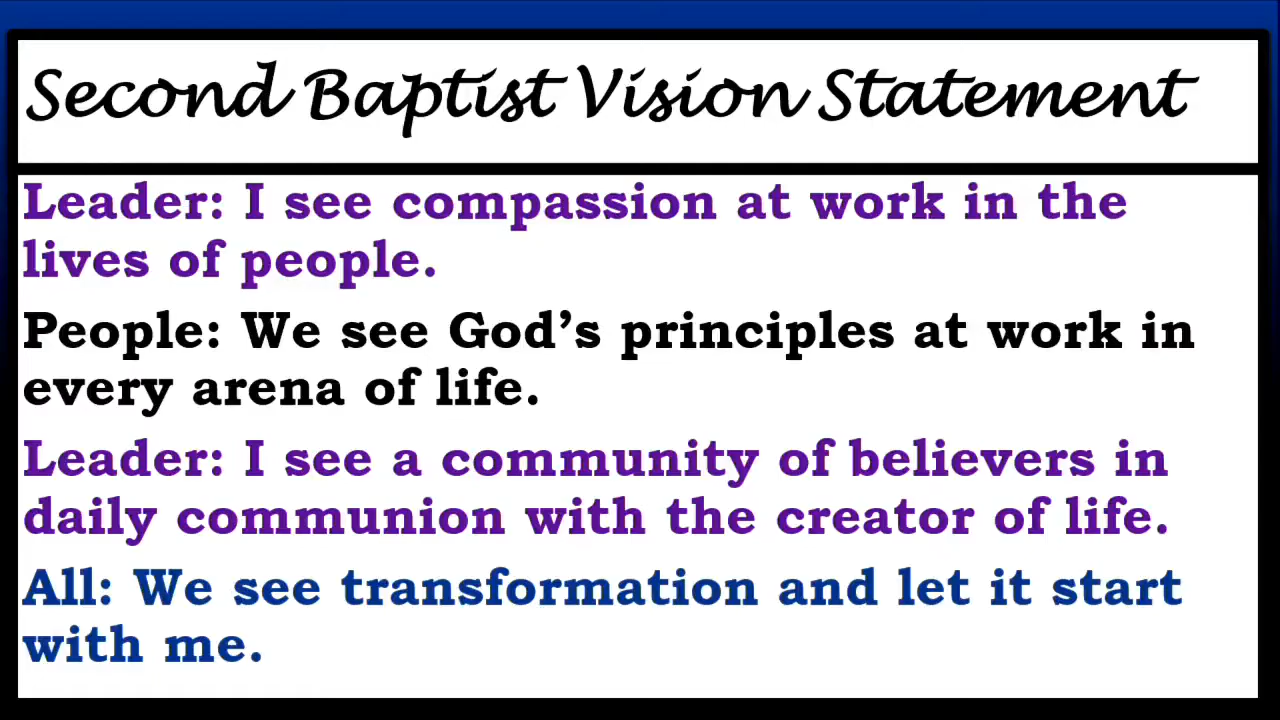 Second Baptist Vision Statement
Leader: I see compassion at work in the
lives of people.
People: We see God’s principles at work in
every arena of life.
Leader: I see a community of believers in
daily communion with the creator of life.
All: We see transformation and let it start
with me.